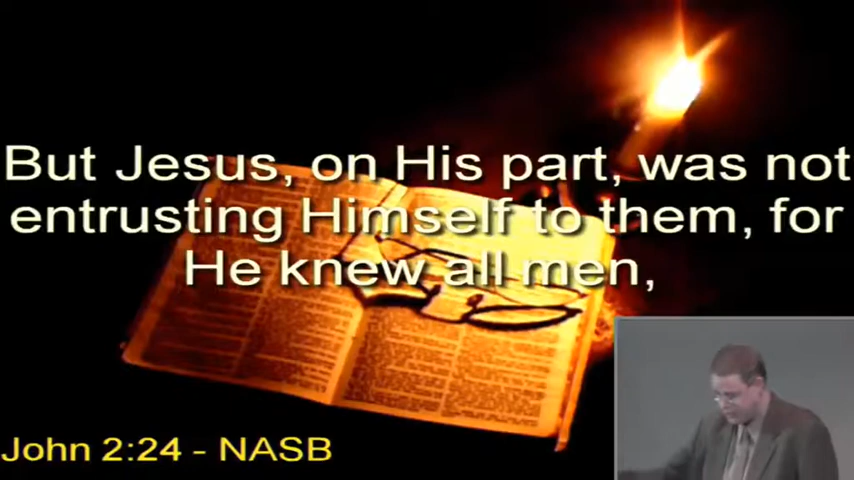 But Jesus, on His part, was not
entrusting Himself to them, for
He knew all men,
John 2:24 - NASB